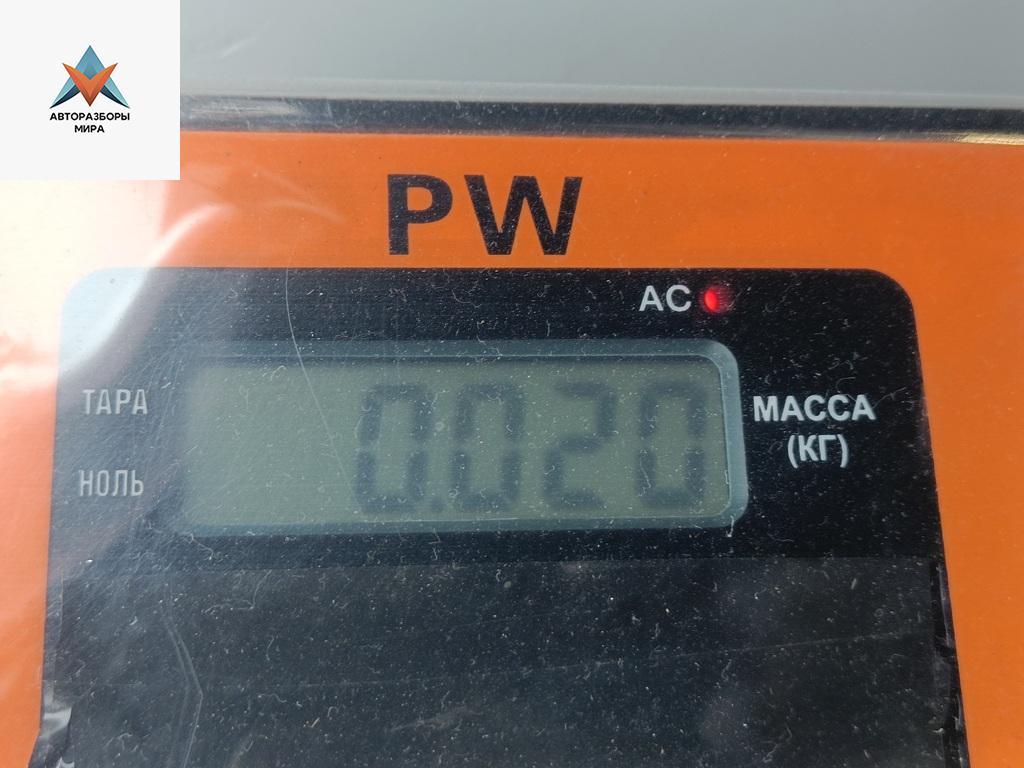 АВТОРАЗБОРЫ
МИРА
PW
AC
ТАРА
НОЛЬ
0.020
МАССА
(КГ)